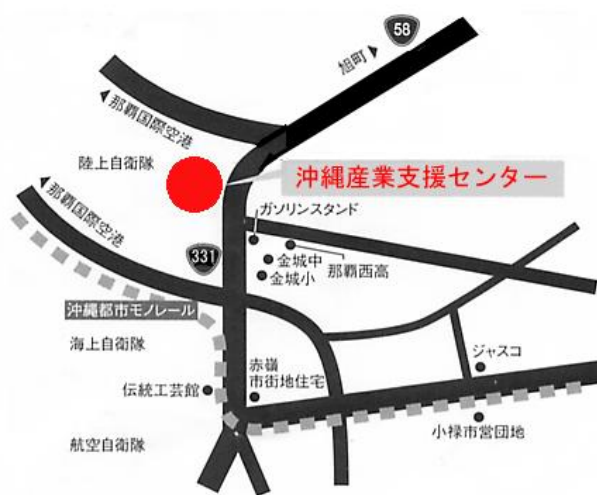 58
旭町
那覇国際空港
陸上自衛隊
沖縄産業支援センター
那覇国際空港
ガソリンスタンド
331
金城中
金城小
那覇西高
沖縄都市モノレール
海上自衛隊
赤嶺
市街地住宅
ジャスコ
伝統工芸館
小禄市営団地
航空自衛隊